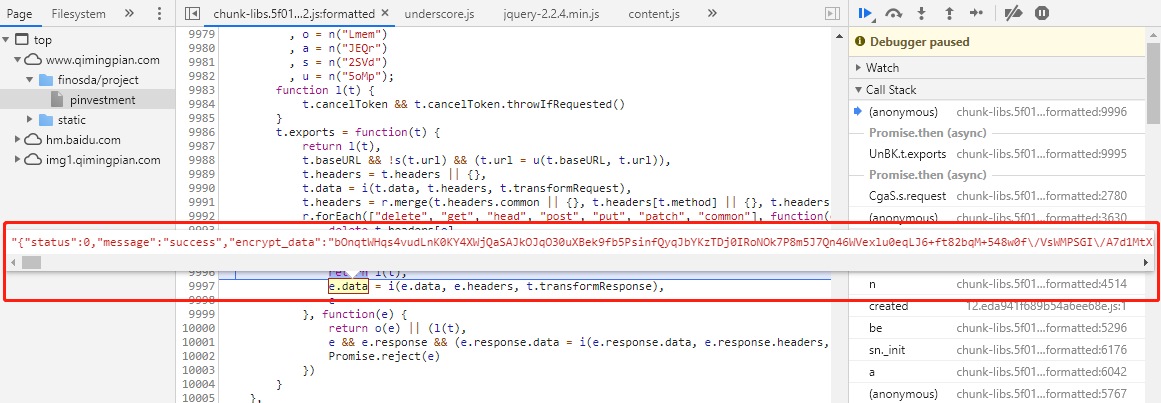 Page
chunk-libs.5f01...2.js:formatted
underscore.js
jquery-2.2.4.min.js
content.js
Debugger paused
Watch
Call Stack
top
www.qimingpian.com
finosda/project
pinvestment
static
hm.baidu.com
img1.qimingpian.com
9979 , o = n("Lmem")
9980 , a = n("JEQr")
9981 , s = n("2SVd")
9982 , u = n("5oMp");
9983 function l(t) {
9984 t.cancelToken && t.cancelToken.throwIfRequested()
9985 }
9986 t.exports = function(t) {
9987 return l(t),
9988 t.baseURL && !s(t.url) && (t.url = u(t.baseURL, t.url)),
9989 t.headers = t.headers || {},
9990 t.data = i(t.data, t.headers, t.transformRequest),
9991 t.headers = r.merge(t.headers.common || {}, t.headers[t.method] || {}, t.headers
9992 r.forEach(["delete", "get", "head", "post", "put", "patch", "common"], function(
delete t.headers[e]
"{"status":0,"message":"success","encrypt_data":"bOnqtWHqs4vudLnK0KY4XWjQaSAJkOJqO30uXBek9fb5PsinfQyqJbYKzTDj0IRoNOk7P8m5J7Qn46WVexlu0eqLJ6+ft82bqM+548w0f\/VsWMPSGI\/A7d1MtX
9996 return l(t),
9997 e.data = i(e.data, e.headers, t.transformResponse),
e
9999 }, function(e) {
10000 return o(e) || (l(t),
10001 e && e.response && (e.response.data = i(e.response.data, e.response.headers,
10002 Promise.reject(e)
10003 })
10004 }
10005 },
(anonymous) chunk-libs.5f01...formatted:9996
Promise.then (async)
UnBK.t.exports chunk-libs.5f01...formatted:9995
Promise.then (async)
CgaS.s.request chunk-libs.5f01...formatted:2780
(anonymous) chunk-libs.5f01...formatted:3630
n chunk-libs.5f01...formatted:4514
created 12.eda941f689b54a6ee68e.js:1
be chunk-libs.5f01...formatted:5296
sn._init chunk-libs.5f01...formatted:6176
a chunk-libs.5f01...formatted:6042
(anonymous) chunk-libs.5f01...formatted:5767